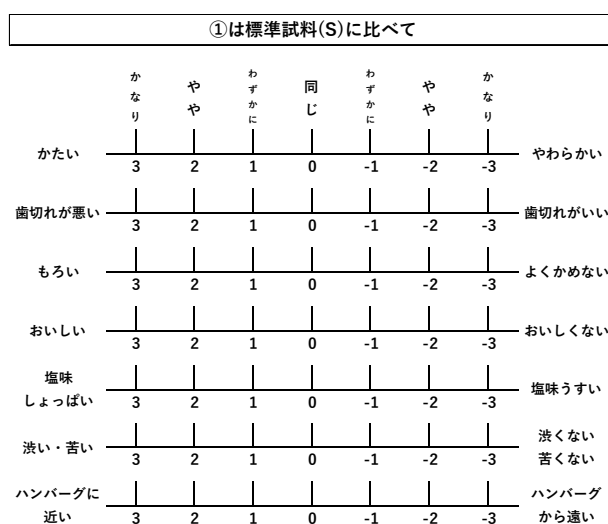 ①は標準試料(S)に比べて
かなり やや わずかに 同じ わずかに やや かなり
かたい やわらかい
3 2 1 0 -1 -2 -3
歯切れが悪い 歯切れがいい
3 2 1 0 -1 -2 -3
もろい よくかめない
3 2 1 0 -1 -2 -3
おいしい おいしくない
3 2 1 0 -1 -2 -3
塩味
しょっぱい 塩味うすい
3 2 1 0 -1 -2 -3
渋い・苦い 渋くない
苦くない
3 2 1 0 -1 -2 -3
ハンバーグに ハンバーグ
近い から遠い
3 2 1 0 -1 -2 -3